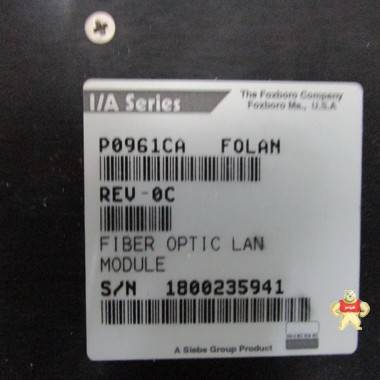 I/A Series
The Foxboro Company
Foxboro Ma., U.S.A
P0961CA FOLAN
REV-0C
FIBER OPTIC LAN
MODULE
S/N 1800235941
A Siebe Group Product